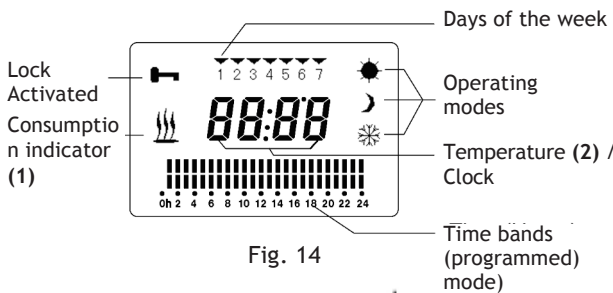 Days of the week
Lock
Activated
Consumptio
n indicator
(1)
1 2 3 4 5 6 7
88:88
0h 2 4 6 8 10 12 14 16 18 20 22 24
Operating
modes
Temperature (2) /
Clock
Time bands
(programmed)
mode)
Fig. 14